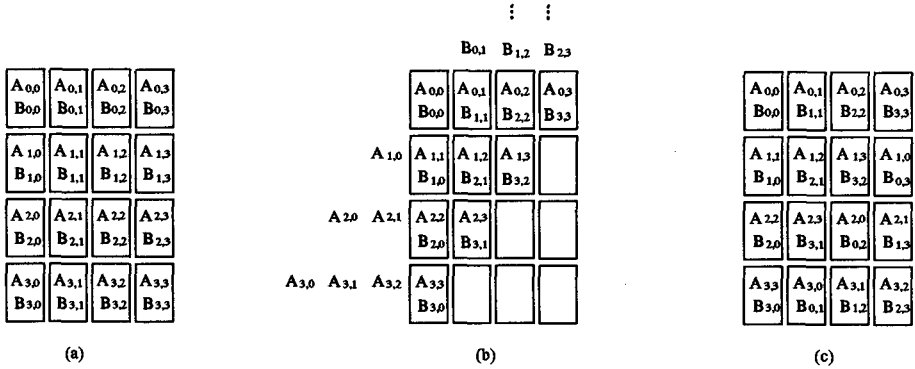 A0,0 A0,1 A0,2 A0,3
B0,0 B0,1 B0,2 B0,3
A1,0 A1,1 A1,2 A1,3
B1,0 B1,1 B1,2 B1,3
A2,0 A2,1 A2,2 A2,3
B2,0 B2,1 B2,2 B2,3
A3,0 A3,1 A3,2 A3,3
B3,0 B3,1 B3,2 B3,3
(a)
B0,1 B1,2 B2,3
A0,0 A0,1 A0,2 A0,3
B0,0 B1,1 B2,2 B3,3
A1,0 A1,1 A1,2 A1,3
B1,0 B2,1 B3,2
A2,0 A2,1 A2,2 A2,3
B2,0 B3,1
A3,0 A3,1 A3,2 A3,3
B3,0
(b)
A0,0 A0,1 A0,2 A0,3
B0,0 B1,1 B2,2 B3,3
A1,1 A1,2 A1,3 A1,0
B1,0 B2,1 B3,2 B0,3
A2,2 A2,3 A2,0 A2,1
B2,0 B3,1 B0,2 B1,3
A3,3 A3,0 A3,1 A3,2
B3,0 B0,1 B1,2 B2,3
(c)